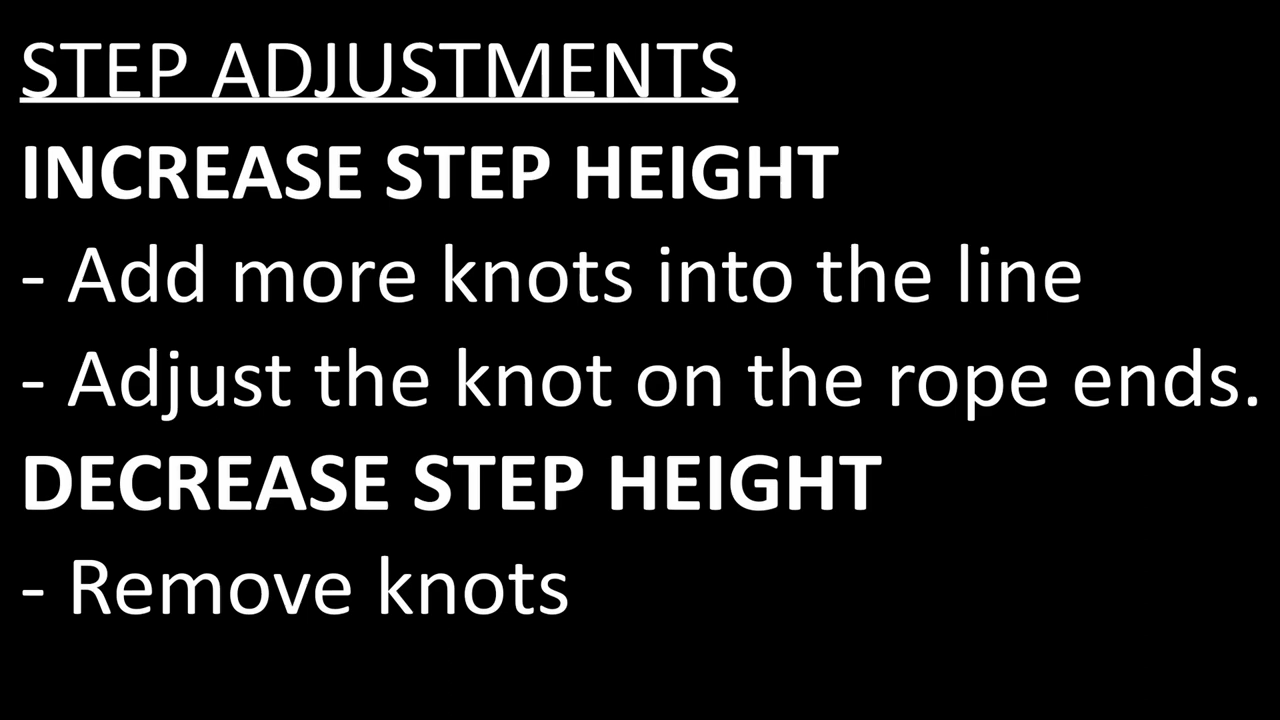 STEP ADJUSTMENTS
INCREASE STEP HEIGHT
- Add more knots into the line
- Adjust the knot on the rope ends.
DECREASE STEP HEIGHT
- Remove knots